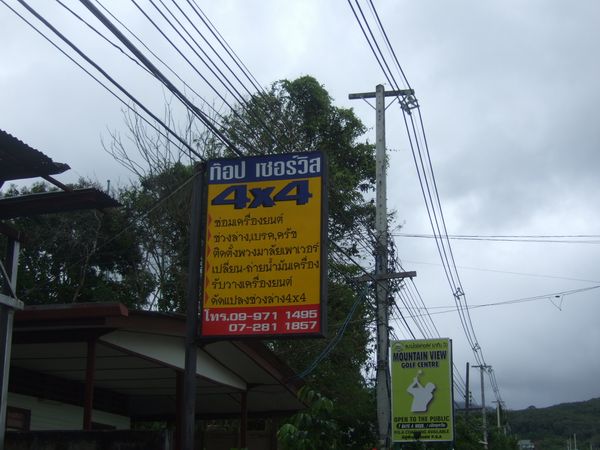 ท๊อป เซอร์วิส
4x4
ซ่อมเครื่องยนต์
ช่วงล่าง,เบรค,ครัช
ติดตั้งพวงมาลัยเพาเวอร์
เปลี่ยน-ถ่ายน้ำมันเครื่อง
รับวางเครื่องยนต์
ดัดแปลงช่วงล่าง4x4
โทร.09-971 1495
07-281 1857
MOUNTAIN VIEW
GOLF CENTRE
OPEN TO THE PUBLIC
7 DAYS A WEEK